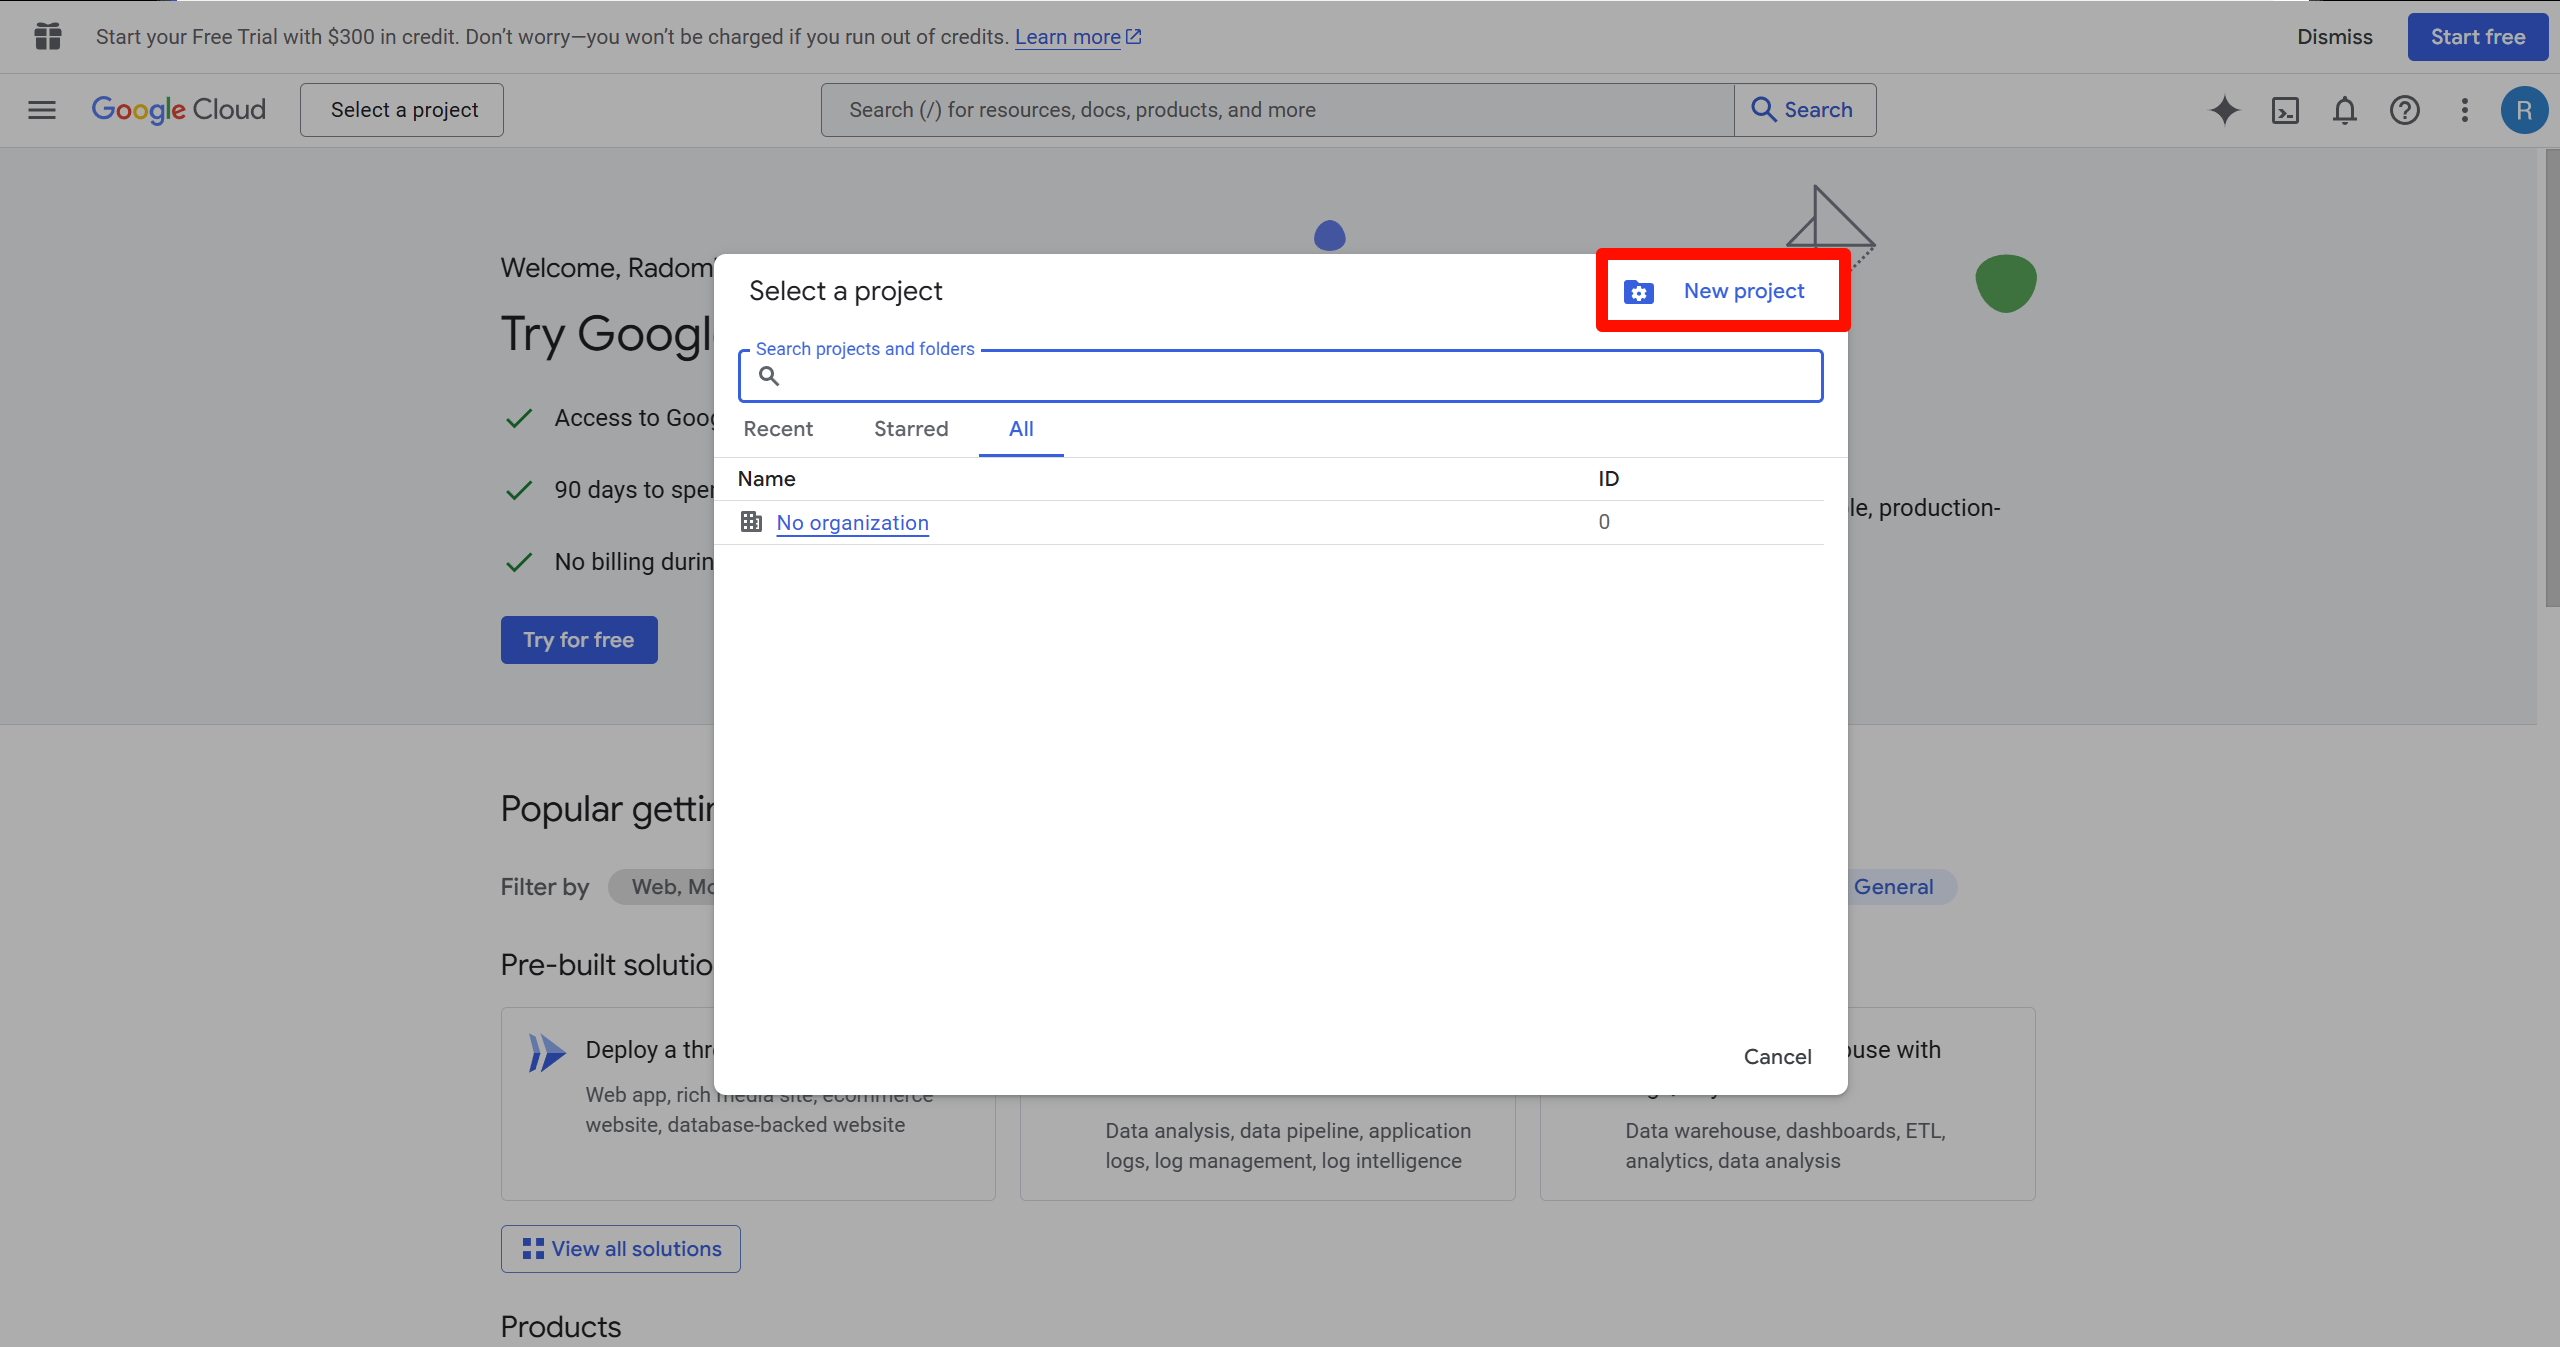 Start your Free Trial with $300 in credit. Don’t worry—you won’t be charged if you run out of credits. Learn more
Dismiss
Start free
Google Cloud
Select a project
Search (/) for resources, docs, products, and more
Search
R
Welcome, Radom
Try Googl
Select a project
New project
Search projects and folders
Access to Goog
Recent
Starred
All
Name
ID
90 days to spen
No organization
0
le, production-
No billing durin
Try for free
Popular gettin
Filter by
Web, Mo
General
Pre-built solutio
Deploy a thr
ouse with
Cancel
Web app, rich media site, ecommerce
website, database-backed website
Data analysis, data pipeline, application
logs, log management, log intelligence
Data warehouse, dashboards, ETL,
analytics, data analysis
View all solutions
Products